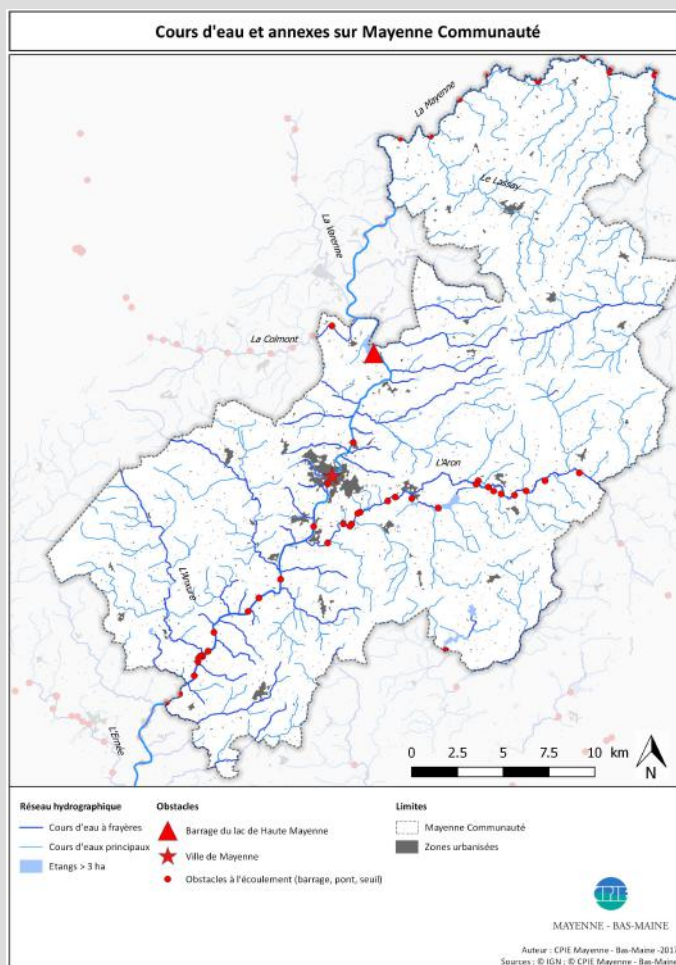 Cours d'eau et annexes sur Mayenne Communauté
La Mayenne
Le Lassay
La Varenne
La Colmont
L'Aron
L'Anxure
L'Ernée
0 2.5 5 7.5 10 km
N
Réseau hydrographique
Cours d'eau à frayères
Cours d'eaux principaux
Etangs > 3 ha
Obstacles
Barrage du lac de Haute Mayenne
Ville de Mayenne
Obstacles à l'écoulement (barrage, pont, seuil)
Limites
Mayenne Communauté
Zones urbanisées
CPIE
MAYENNE - BAS-MAINE
Auteur : CPIE Mayenne - Bas-Maine -2017
Sources : © IGN ; © CPIE Mayenne - Bas-Maine